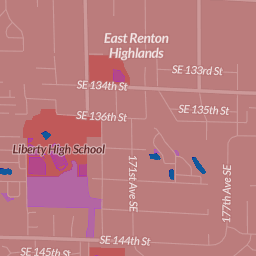 East Renton
Highlands
SE 133rd St
SE 134th St
SE 135th St
SE 136th St
Liberty High School
171st Ave SE
177th Ave SE
SE 144th St
SE 145th St